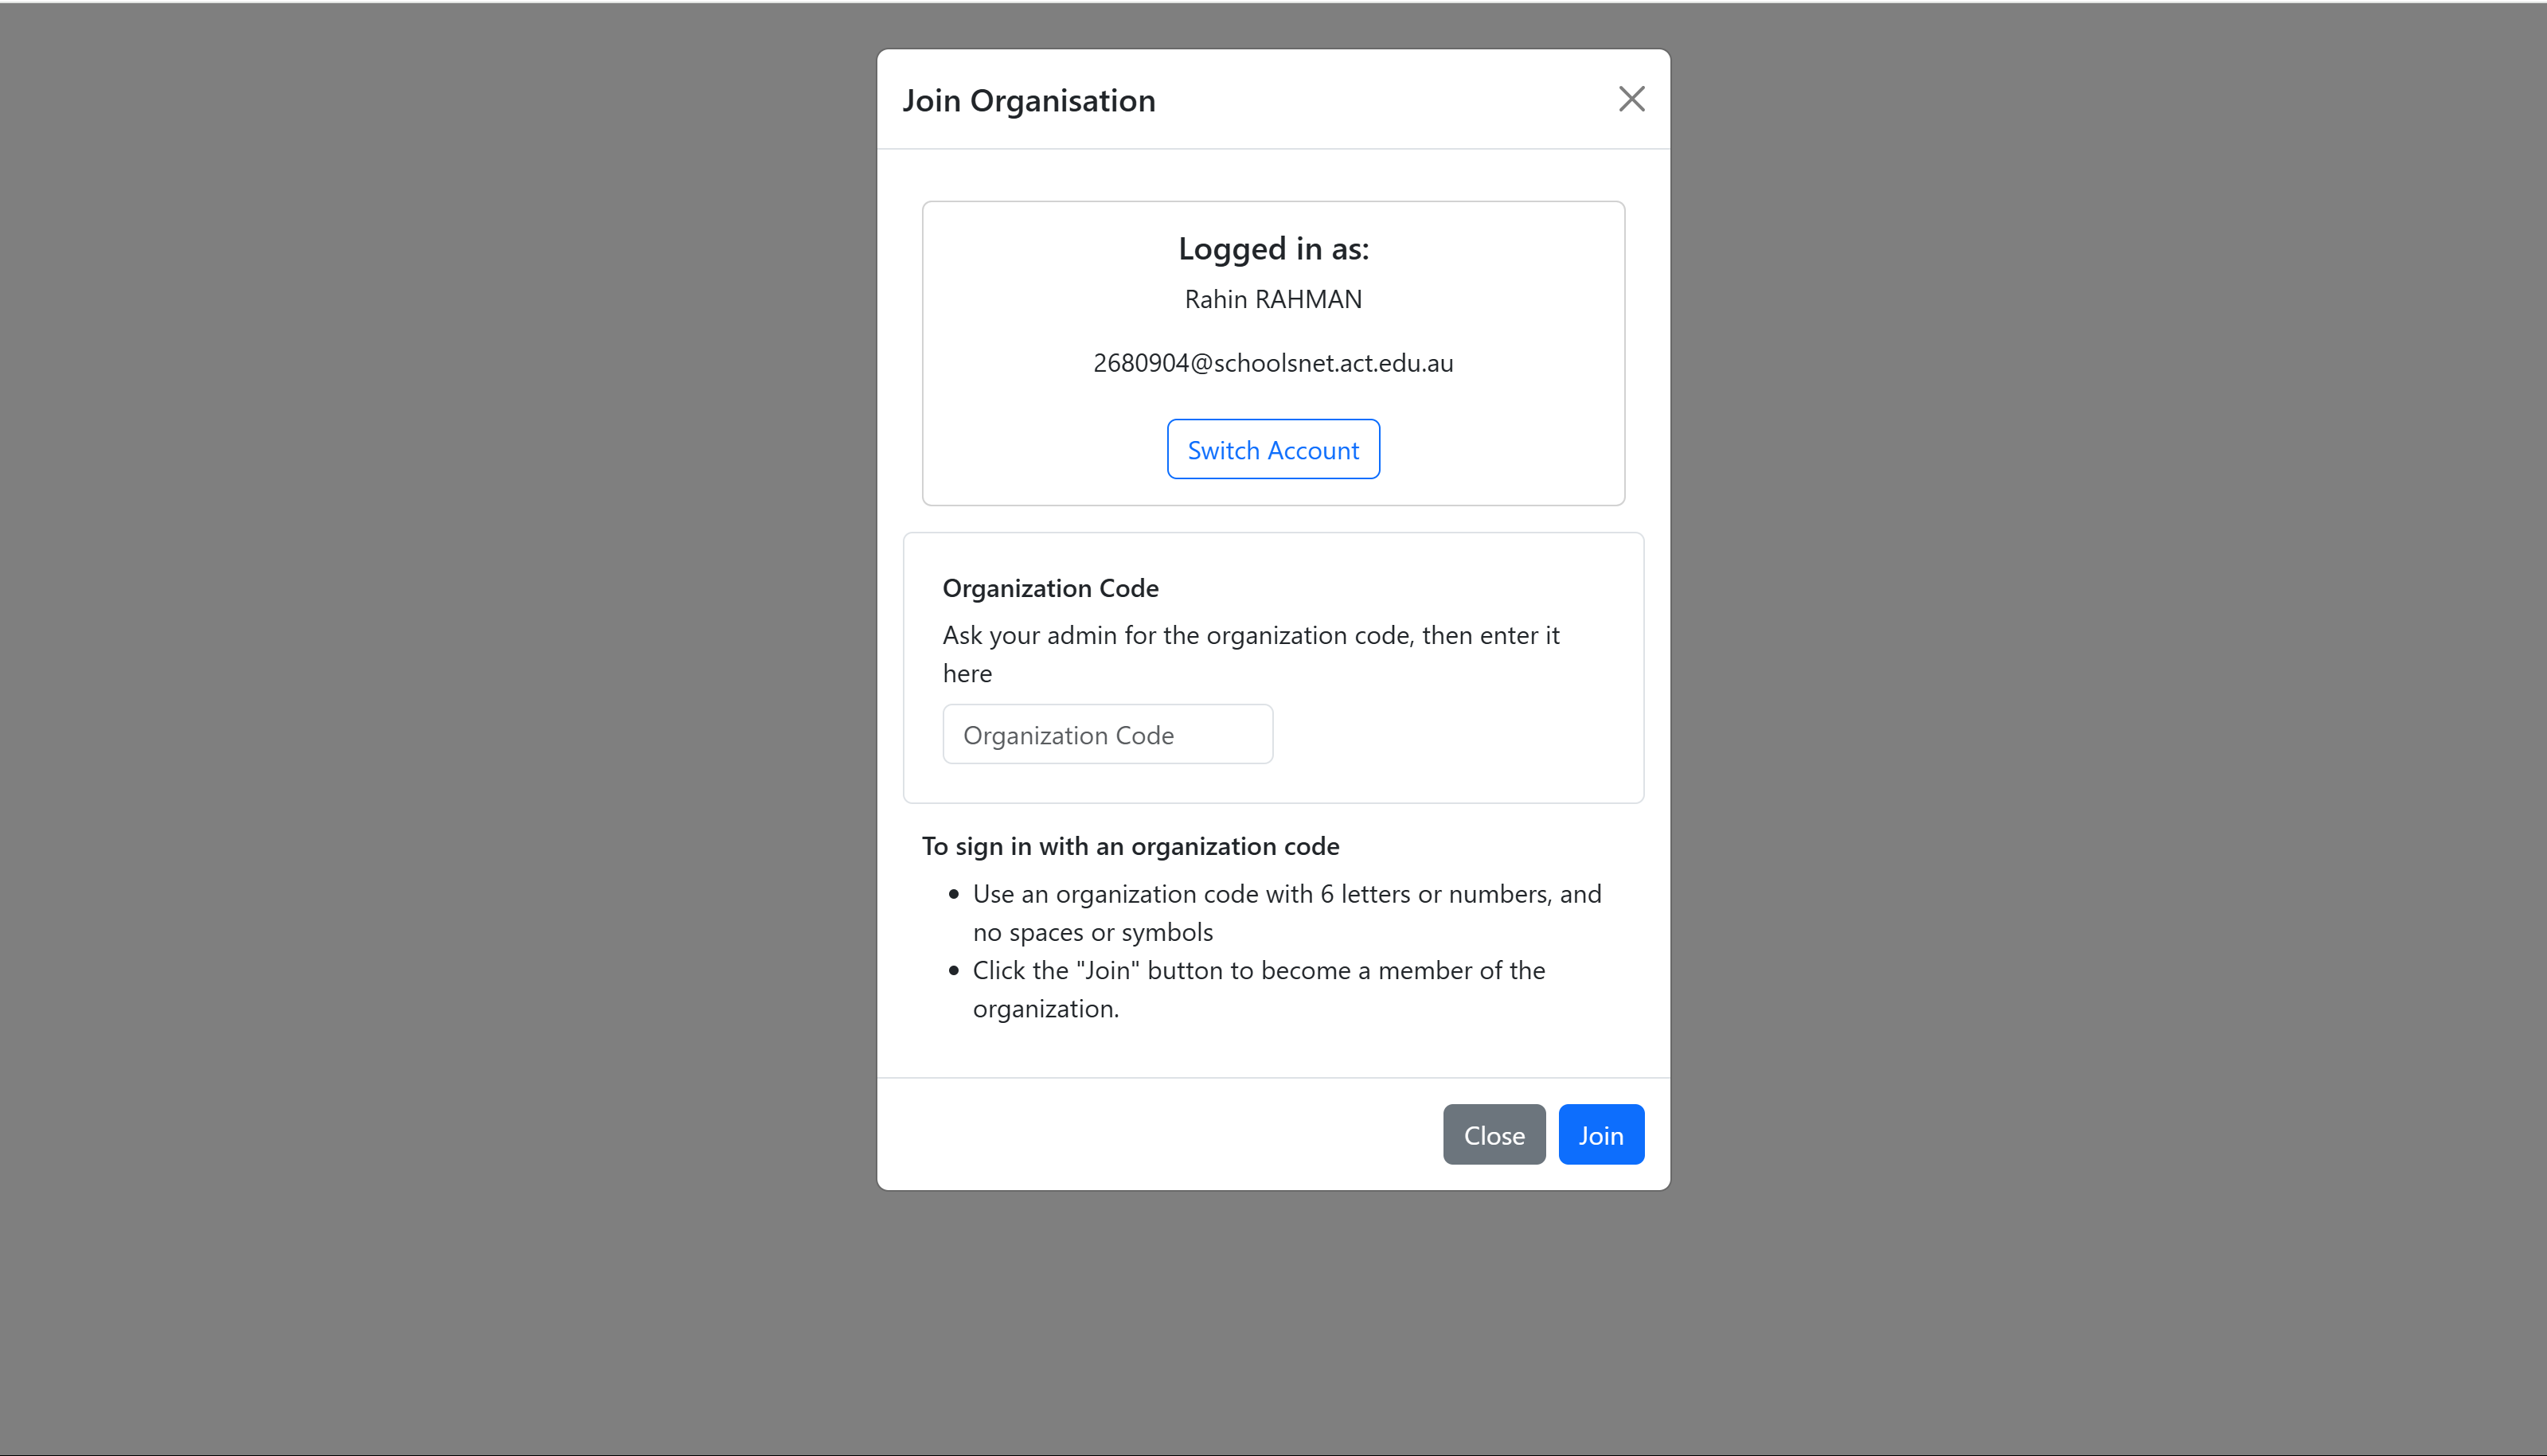 Join Organisation
Logged in as:
Rahin RAHMAN
2680904@schoolsnet.act.edu.au
Switch Account
Organization Code
Ask your admin for the organization code, then enter it
here
Organization Code
To sign in with an organization code
Use an organization code with 6 letters or numbers, and
no spaces or symbols
Click the "Join" button to become a member of the
organization.
Close
Join